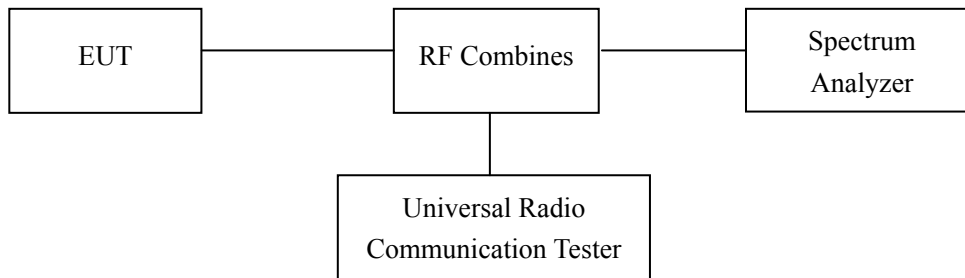 EUT
RF Combines
Spectrum
Analyzer
Universal Radio
Communication Tester